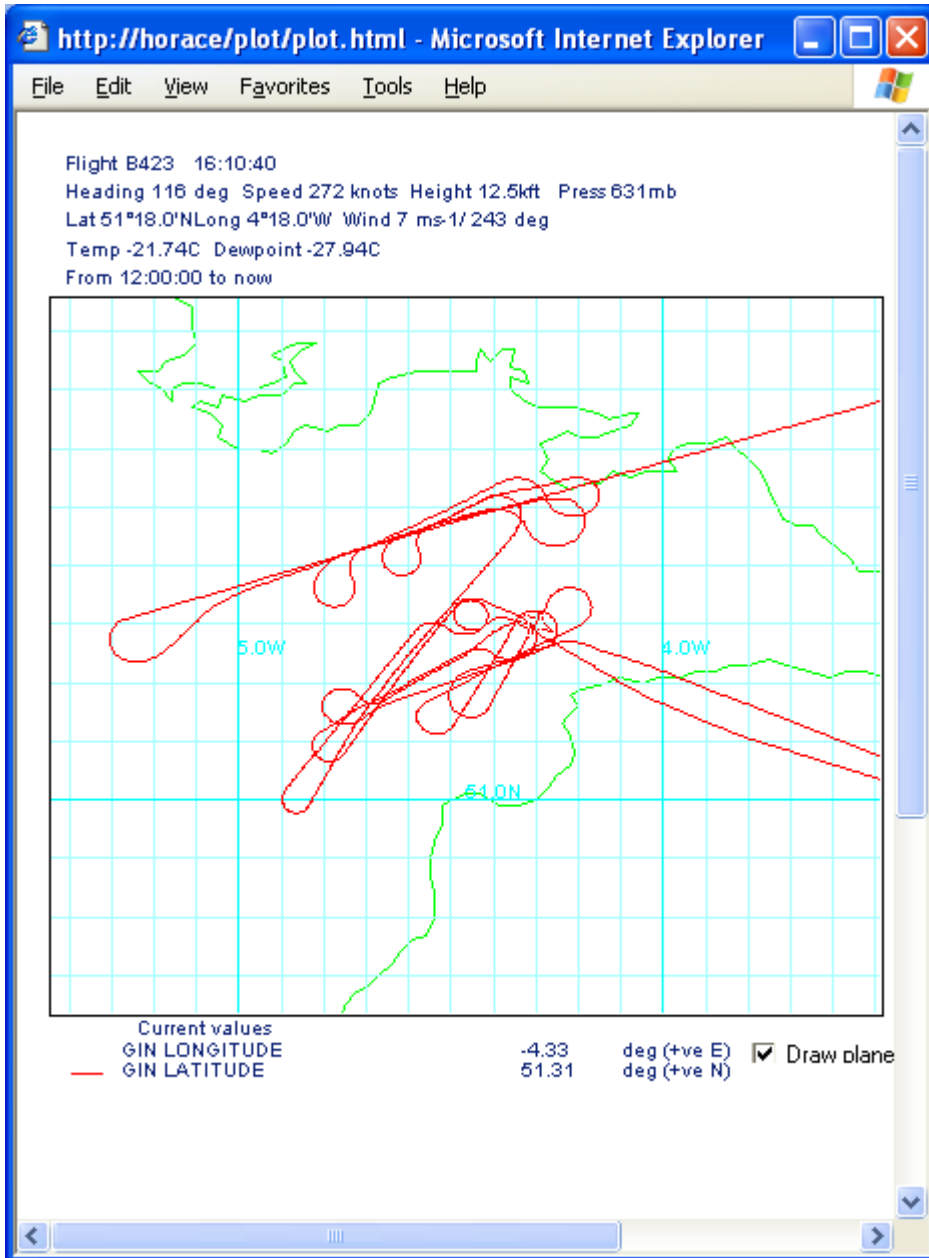 http://horace/plot/plot.html - Microsoft Internet Explorer
File Edit View Favorites Tools Help
Flight B423 16:10:40
Heading 116 deg Speed 272 knots Height 12.5kft Press 631mb
Lat 51°18.0'NLong 4°18.0'W Wind 7 ms-1/ 243 deg
Temp -21.74C Dewpoint -27.94C
From 12:00:00 to now
5.0W 4.0W
51.0N
Current values
GIN LONGITUDE -4.33 deg (+ve E)
GIN LATITUDE 51.31 deg (+ve N)
Draw plane